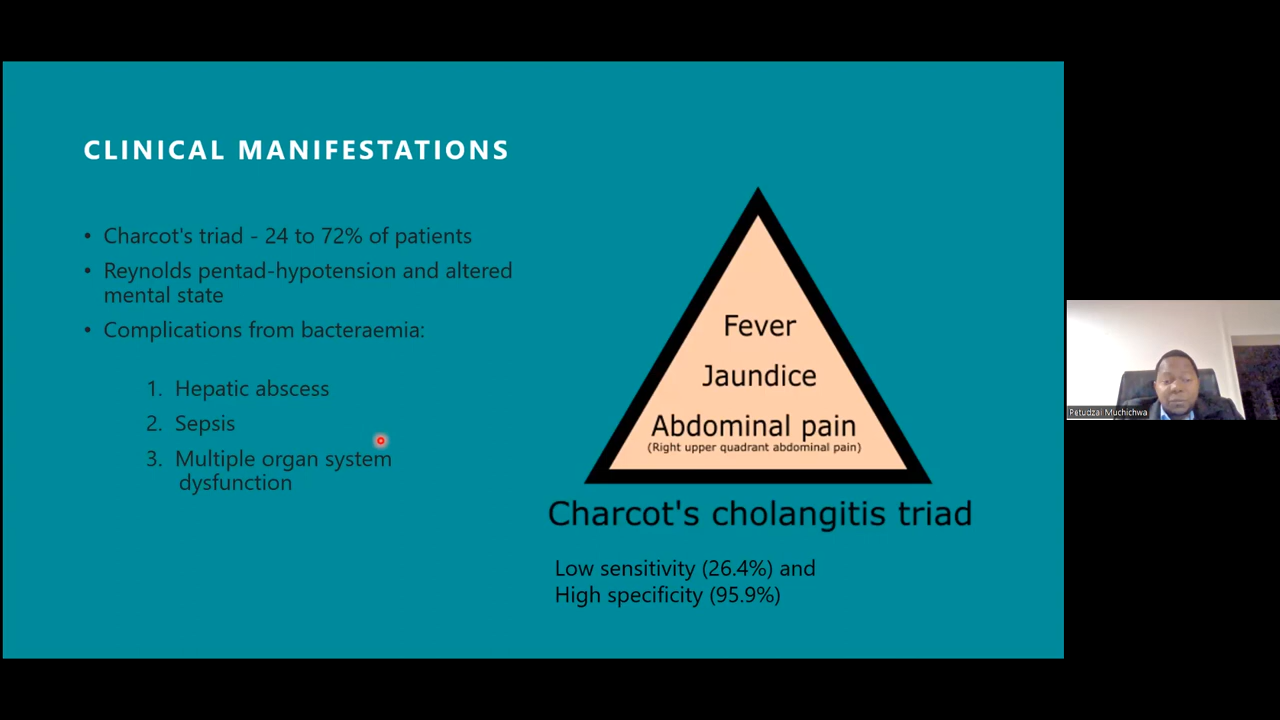 CLINICAL MANIFESTATIONS
• Charcot's triad - 24 to 72% of patients
• Reynolds pentad-hypotension and altered
mental state
• Complications from bacteraemia:
1. Hepatic abscess
2. Sepsis
3. Multiple organ system
dysfunction
Fever
Jaundice
Abdominal pain
(Right upper quadrant abdominal pain)
Charcot's cholangitis triad
Low sensitivity (26.4%) and
High specificity (95.9%)
Petudzai Muchichwa